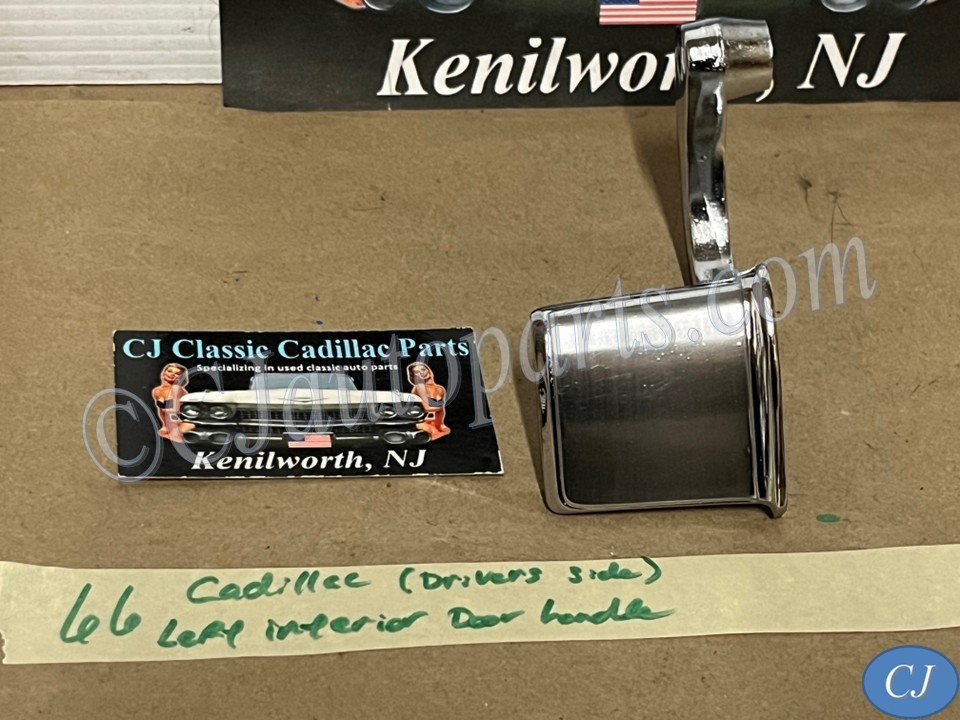 Kenilwor , NJ
CJ Classic Cadillac Parts
Specializing in used classic auto parts
Kenilworth, NJ
©CJautoparts.com
66 Cadillac (Drivers side)
Left interior Door handle
CJ